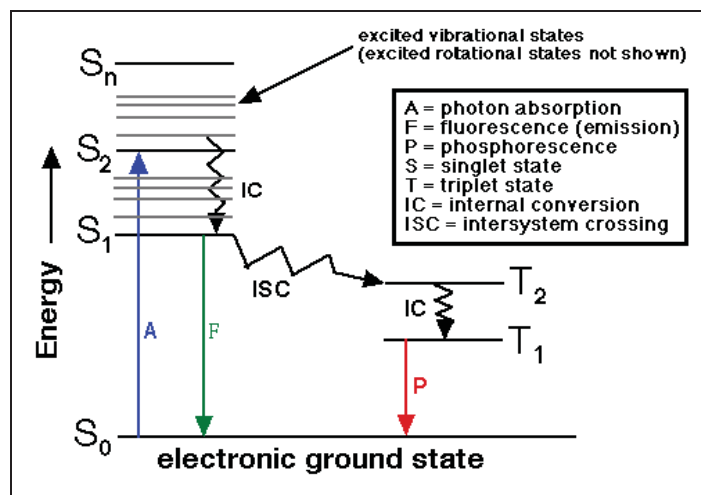 excited vibrational states
(excited rotational states not shown)
Sn
A = photon absorption
F = fluorescence (emission)
P = phosphorescence
S = singlet state
T = triplet state
IC = internal conversion
ISC = intersystem crossing
S2
IC
S1
ISC
T2
IC
T1
Energy
A
F
P
S0
electronic ground state